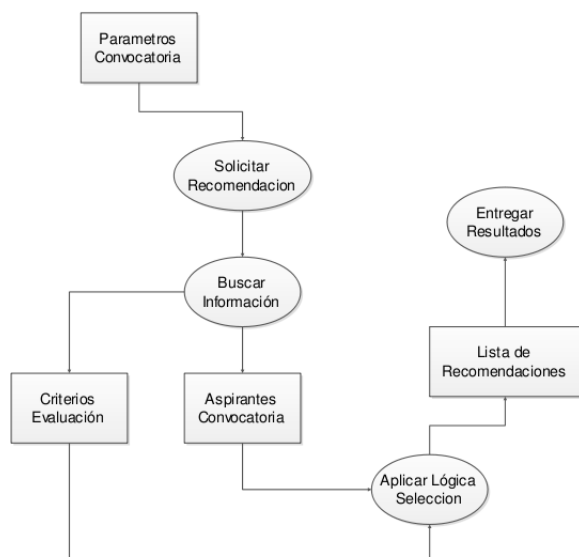 Parametros
Convocatoria
Solicitar
Recomendacion
Entregar
Resultados
Buscar
Información
Lista de
Recomendaciones
Criterios
Evaluación
Aspirantes
Convocatoria
Aplicar Lógica
Seleccion